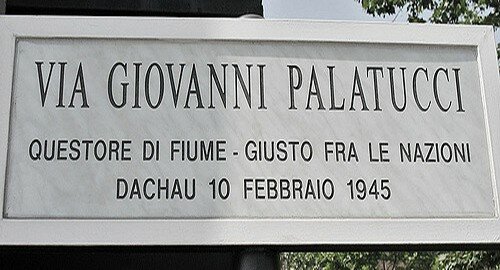 VIA GIOVANNI PALATUCCI
QUESTORE DI FIUME - GIUSTO FRA LE NAZIONI
DACHAU 10 FEBBRAIO 1945